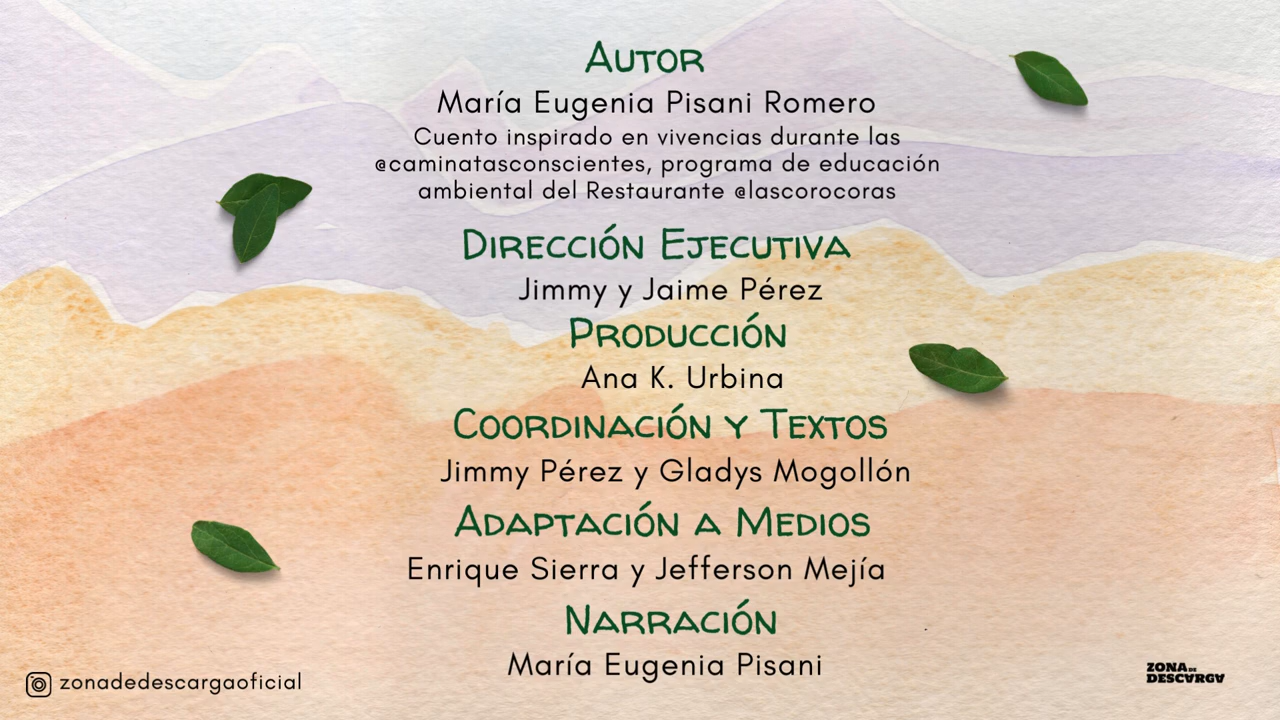 Autor
María Eugenia Pisani Romero
Cuento inspirado en vivencias durante las
@caminatasconscientes, programa de educación
ambiental del Restaurante @lascorocoras
Dirección Ejecutiva
Jimmy y Jaime Pérez
Producción
Ana K. Urbina
Coordinación y Textos
Jimmy Pérez y Gladys Mogollón
Adaptación a Medios
Enrique Sierra y Jefferson Mejía
Narración
María Eugenia Pisani
zonadedescargaoficial
ZONA DE
DESCARGA